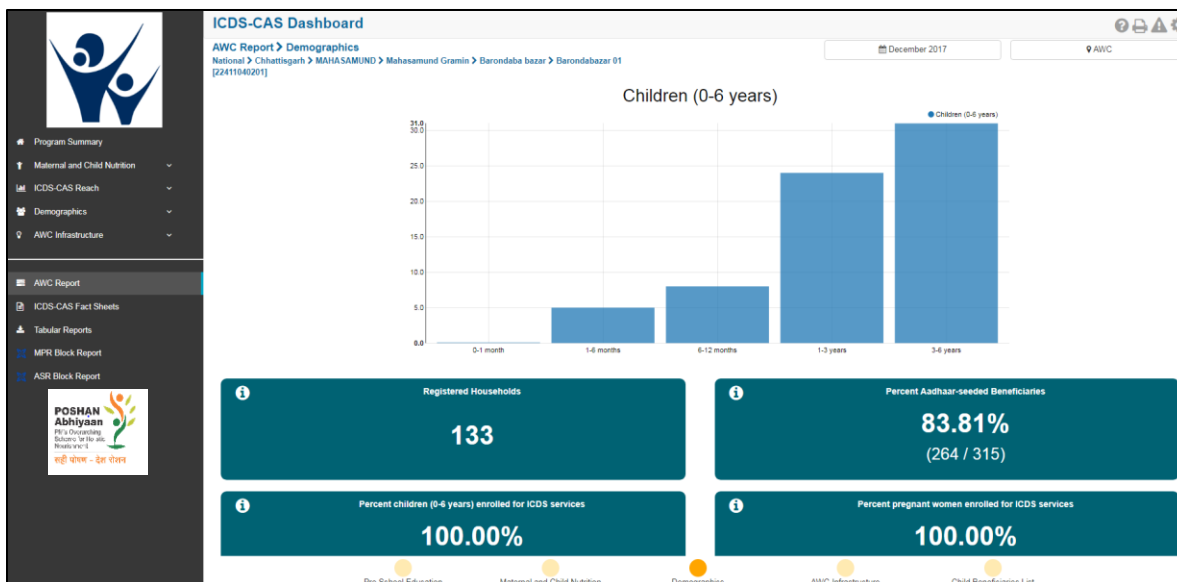 ICDS-CAS Dashboard
AWC Report > Demographics
National > Chhattisgarh > MAHASAMUND > Mahasamund Gramin > Barondaba bazar > Barondabazar 01
[22411040201]
December 2017
AWC
Program Summary
Maternal and Child Nutrition
ICDS-CAS Reach
Demographics
AWC Infrastructure
AWC Report
ICDS-CAS Fact Sheets
Tabular Reports
MPR Block Report
ASR Block Report
POSHAN
Abhiyaan
PM's Overarching
Scheme for Holistic
Nourishment
सही पोषण - देश रोशन
Children (0-6 years)
Children (0-6 years)
31.0
30.0
25.0
20.0
15.0
10.0
5.0
0.0
0-1 month 1-6 months 6-12 months 1-3 years 3-6 years
Registered Households
133
Percent Aadhaar-seeded Beneficiaries
83.81%
(264 / 315)
Percent children (0-6 years) enrolled for ICDS services
100.00%
Percent pregnant women enrolled for ICDS services
100.00%
Pre School Education Maternal and Child Nutrition Demographics AWC Infrastructure Child Beneficiaries List